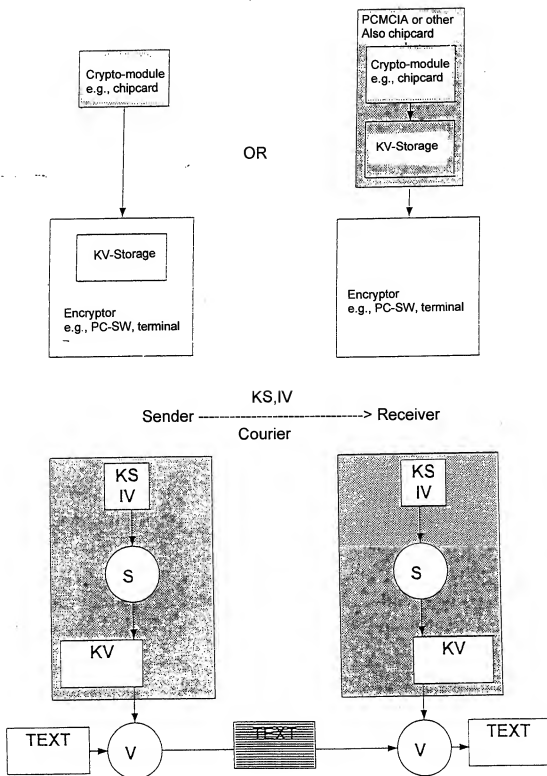 PCMCIA or other
Also chipcard
Crypto-module
e.g., chipcard
Crypto-module
e.g., chipcard
KV-Storage
OR
KV-Storage
Encryptor
e.g., PC-SW, terminal
Encryptor
e.g., PC-SW, terminal
KS,IV
Sender ----------------------------> Receiver
Courier
KS
IV
KS
IV
S
S
KV
KV
TEXT
V
TEXT
V
TEXT